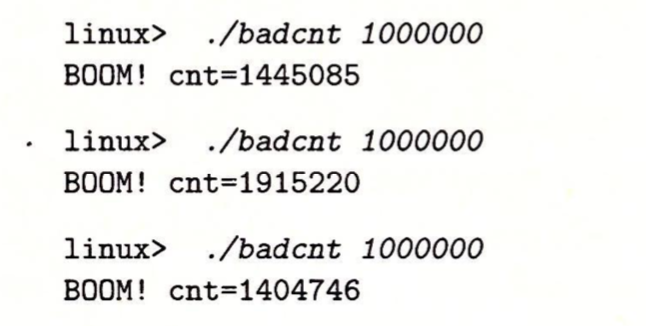 linux> ./badcnt 1000000
BOOM! cnt=1445085
linux> ./badcnt 1000000
BOOM! cnt=1915220
linux> ./badcnt 1000000
BOOM! cnt=1404746